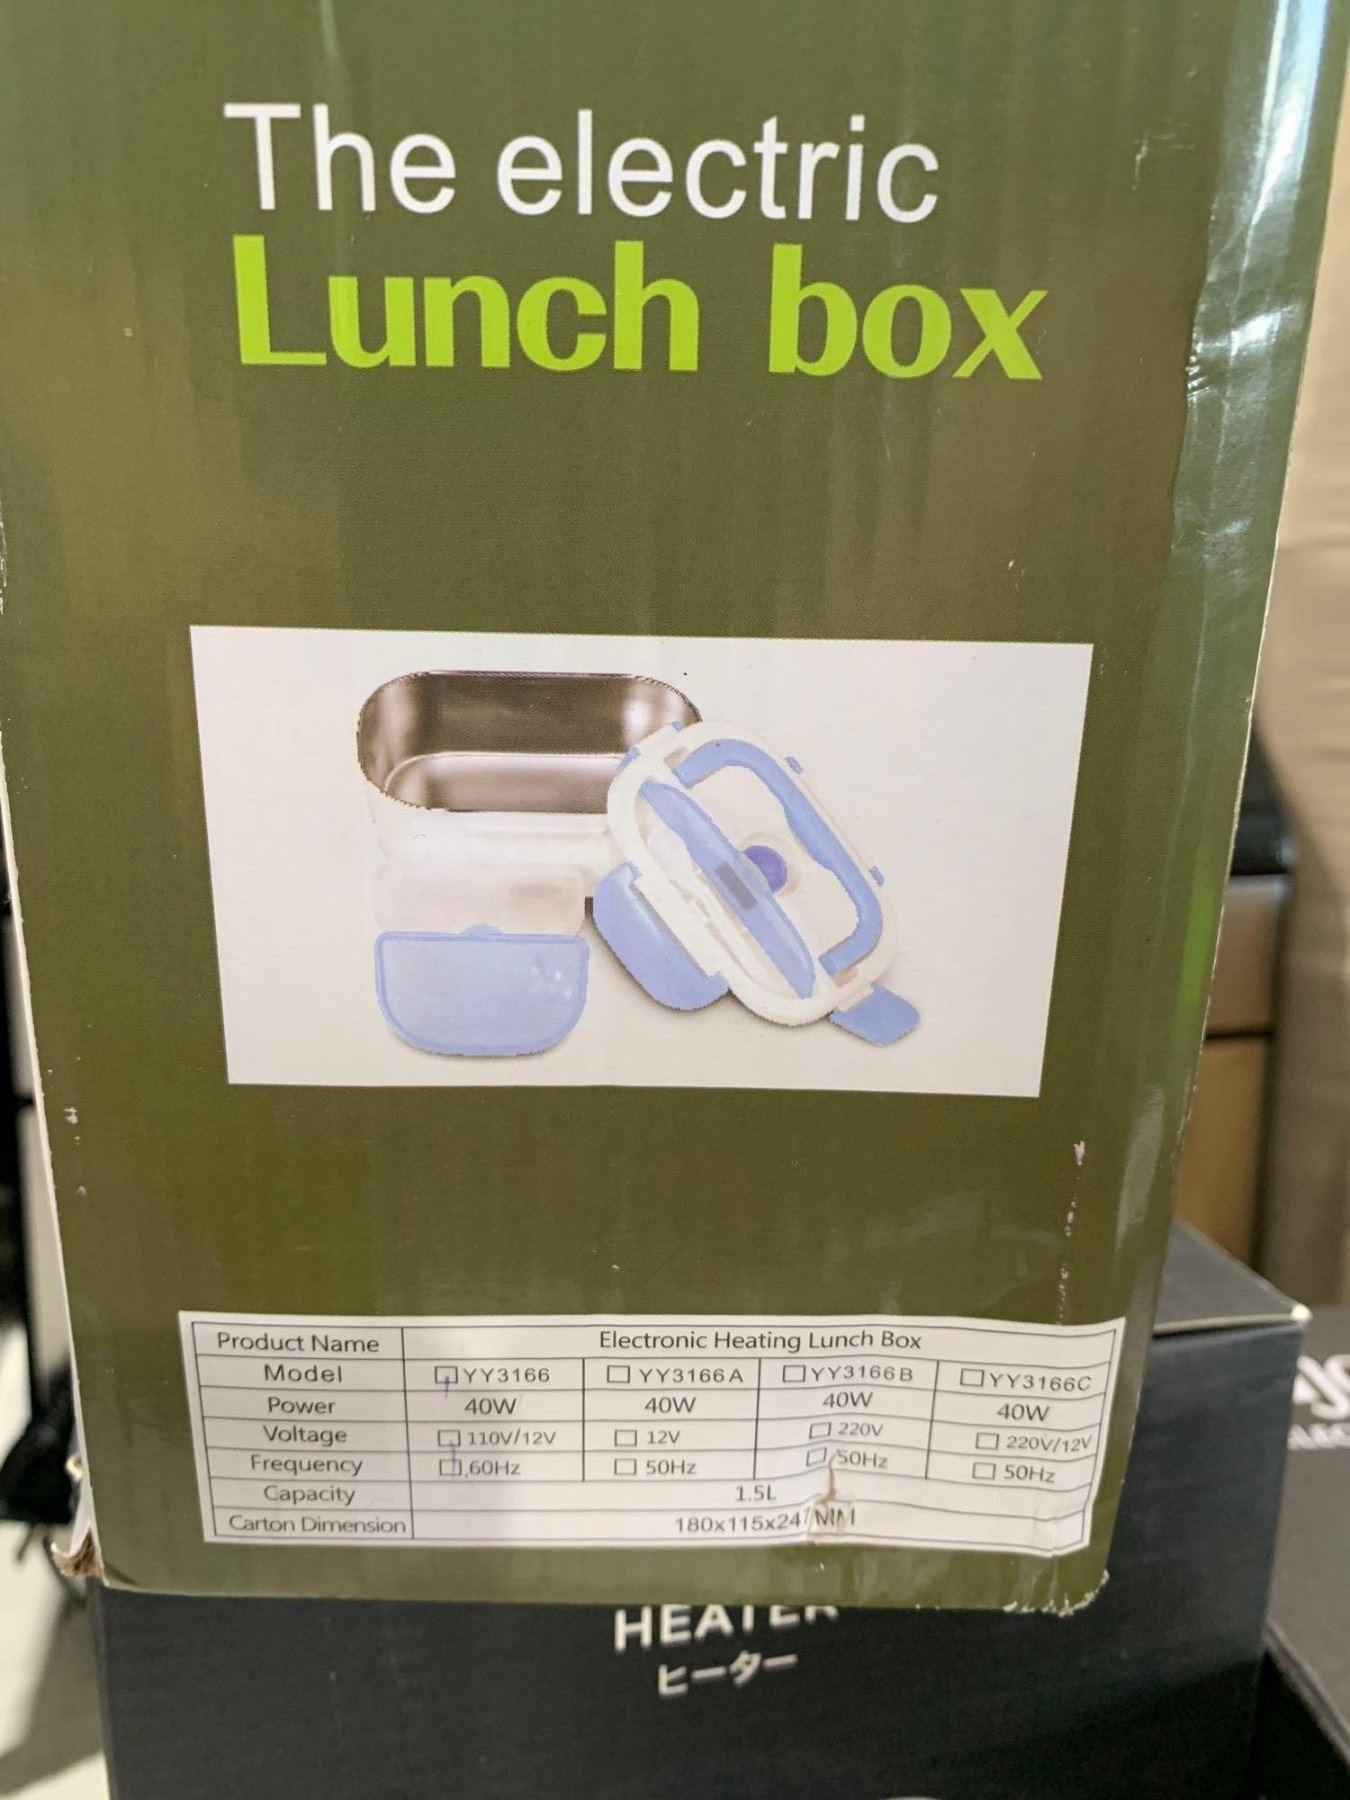 The electric
Lunch box
Product Name Electronic Heating Lunch Box
Model □YY3166 □ YY3166A □YY3166B □YY3166C
Power 40W 40W 40W 40W
Voltage □ 110V/12V □ 12V □ 220V □ 220V/12V
Frequency □ 60Hz □ 50Hz □ 50Hz □ 50Hz
Capacity 1.5L
Carton Dimension MM
HEATER
ヒーター